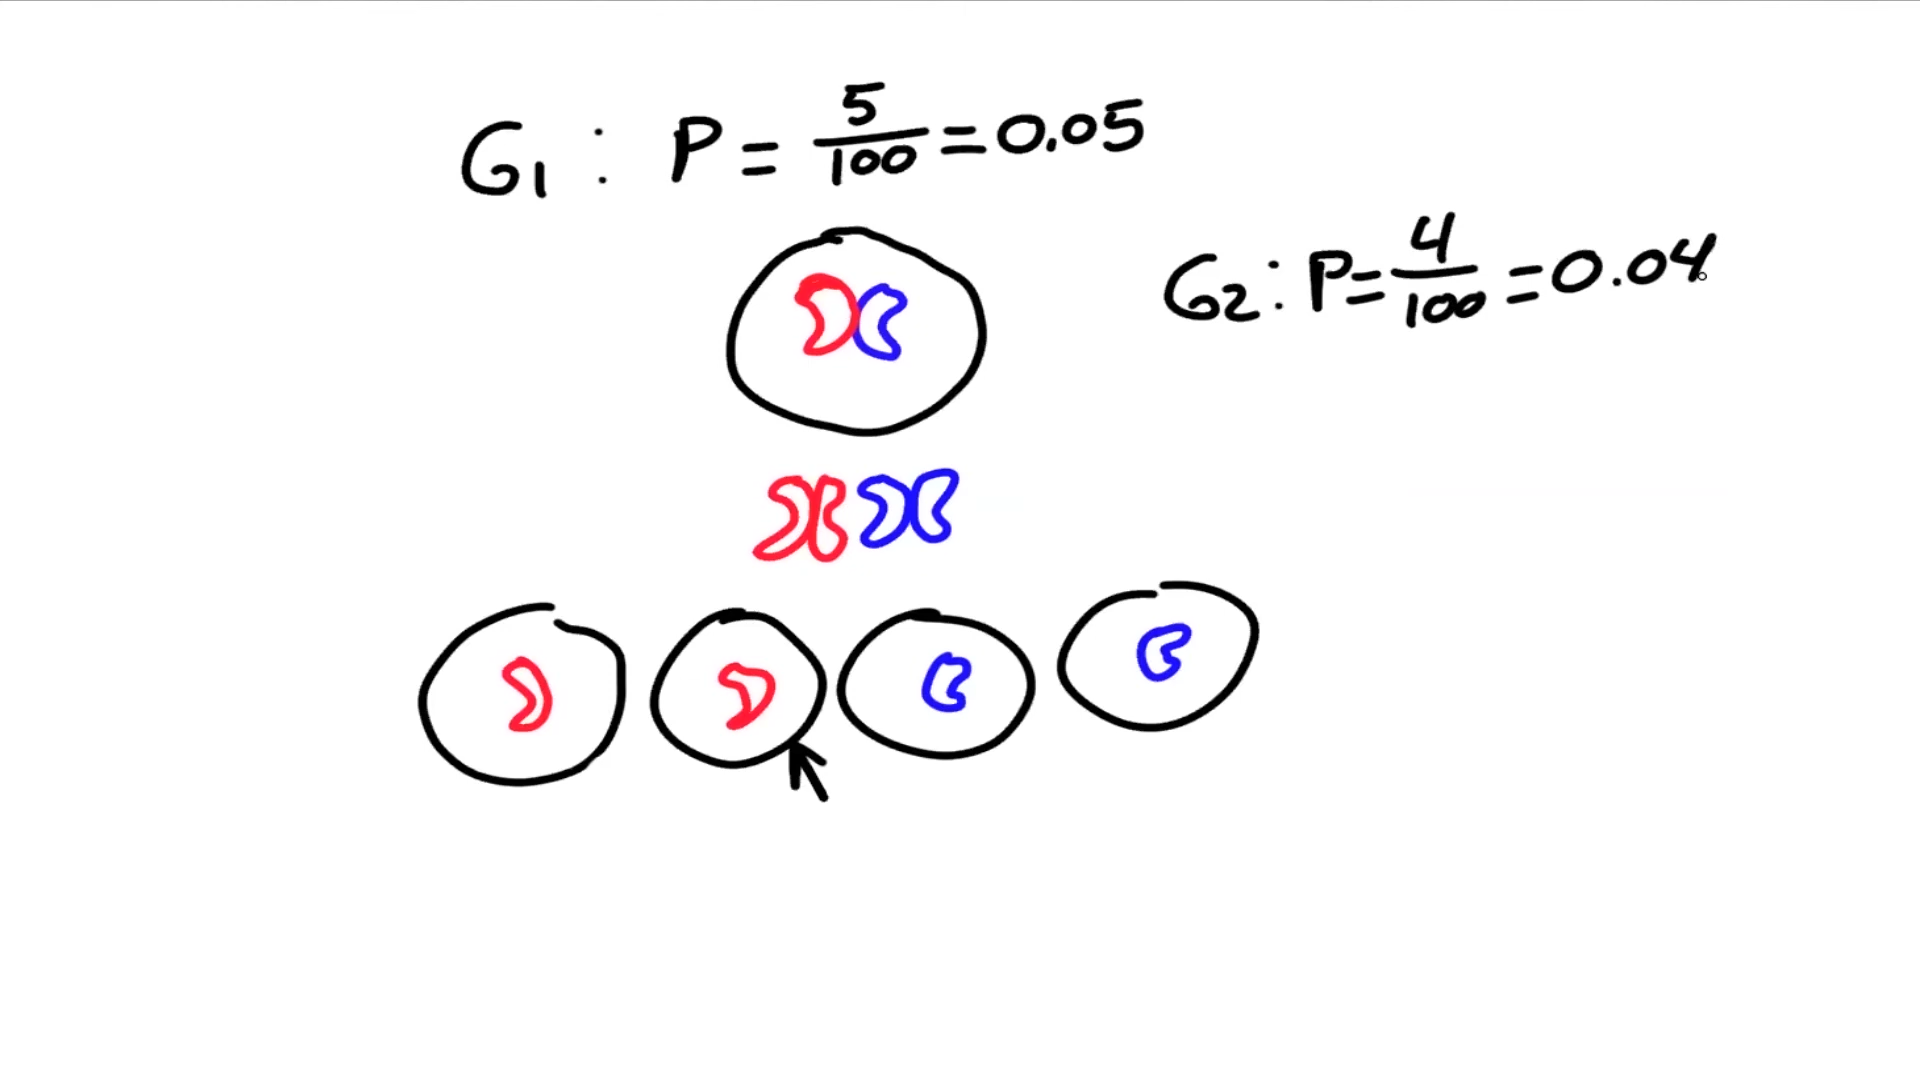 G1 : P = 5/100 = 0.05
G2 : P = 4/100 = 0.04